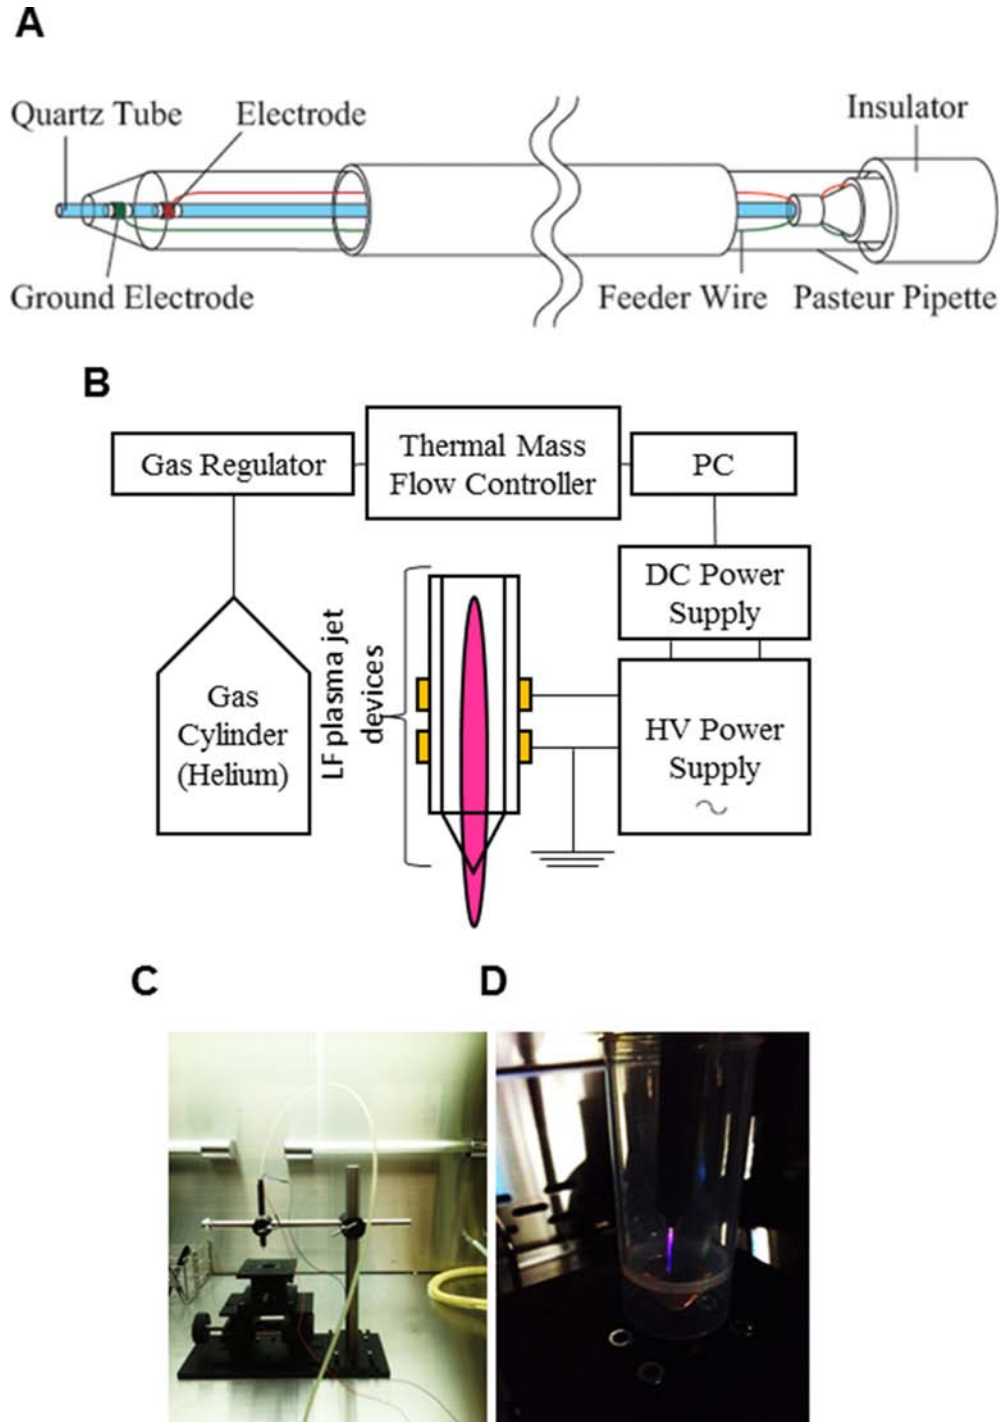 A
Quartz Tube
Electrode
Insulator
Ground Electrode
Feeder Wire
Pasteur Pipette
B
Gas Regulator
Thermal Mass
Flow Controller
PC
DC Power
Supply
LF plasma jet
devices
Gas
Cylinder
(Helium)
HV Power
Supply
C
D